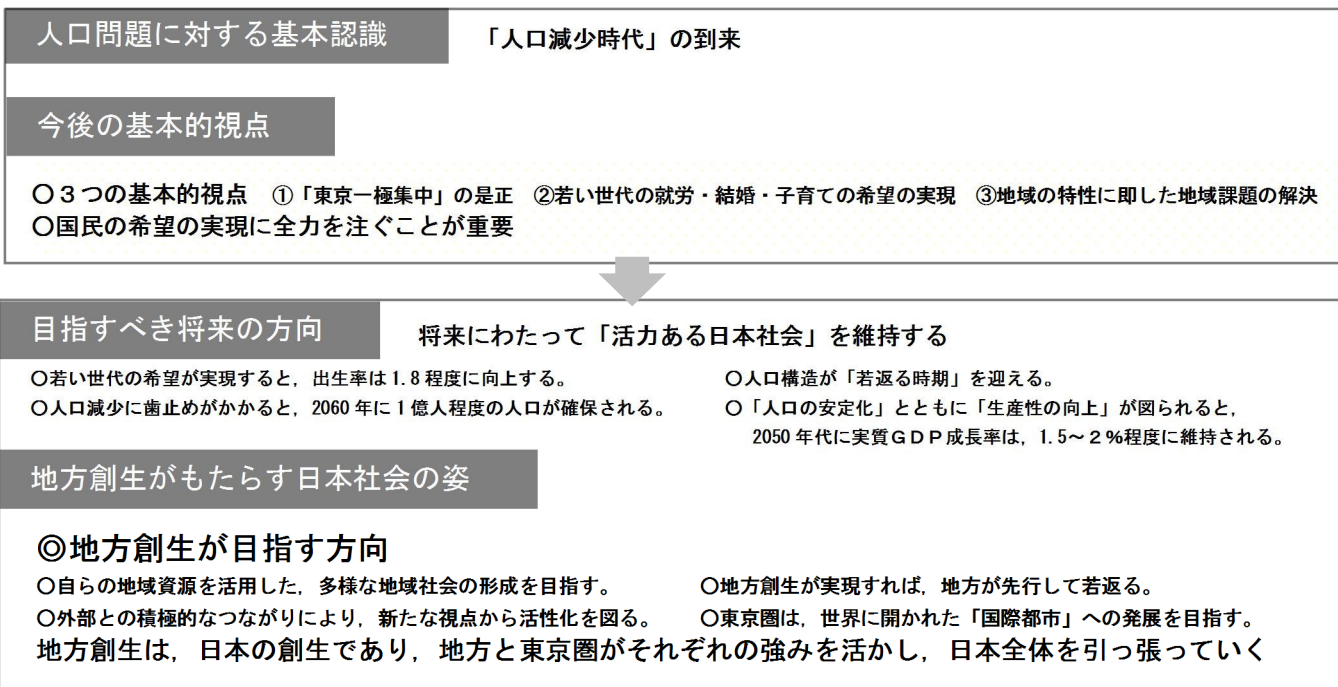 人口問題に対する基本認識 「人口減少時代」の到来
今後の基本的視点
〇３つの基本的視点 ①「東京一極集中」の是正 ②若い世代の就労・結婚・子育ての希望の実現 ③地域の特性に即した地域課題の解決
〇国民の希望の実現に全力を注ぐことが重要
目指すべき将来の方向 将来にわたって「活力ある日本社会」を維持する
〇若い世代の希望が実現すると，出生率は1.8程度に向上する。
〇人口減少に歯止めがかかると，2060年に1億人程度の人口が確保される。
〇人口構造が「若返る時期」を迎える。
〇「人口の安定化」とともに「生産性の向上」が図られると，
2050年代に実質ＧＤＰ成長率は，1.5～２%程度に維持される。
地方創生がもたらす日本社会の姿
◎地方創生が目指す方向
〇自らの地域資源を活用した，多様な地域社会の形成を目指す。
〇外部との積極的なつながりにより，新たな視点から活性化を図る。
〇地方創生が実現すれば，地方が先行して若返る。
〇東京圏は，世界に開かれた「国際都市」への発展を目指す。
地方創生は，日本の創生であり，地方と東京圏がそれぞれの強みを活かし，日本全体を引っ張っていく